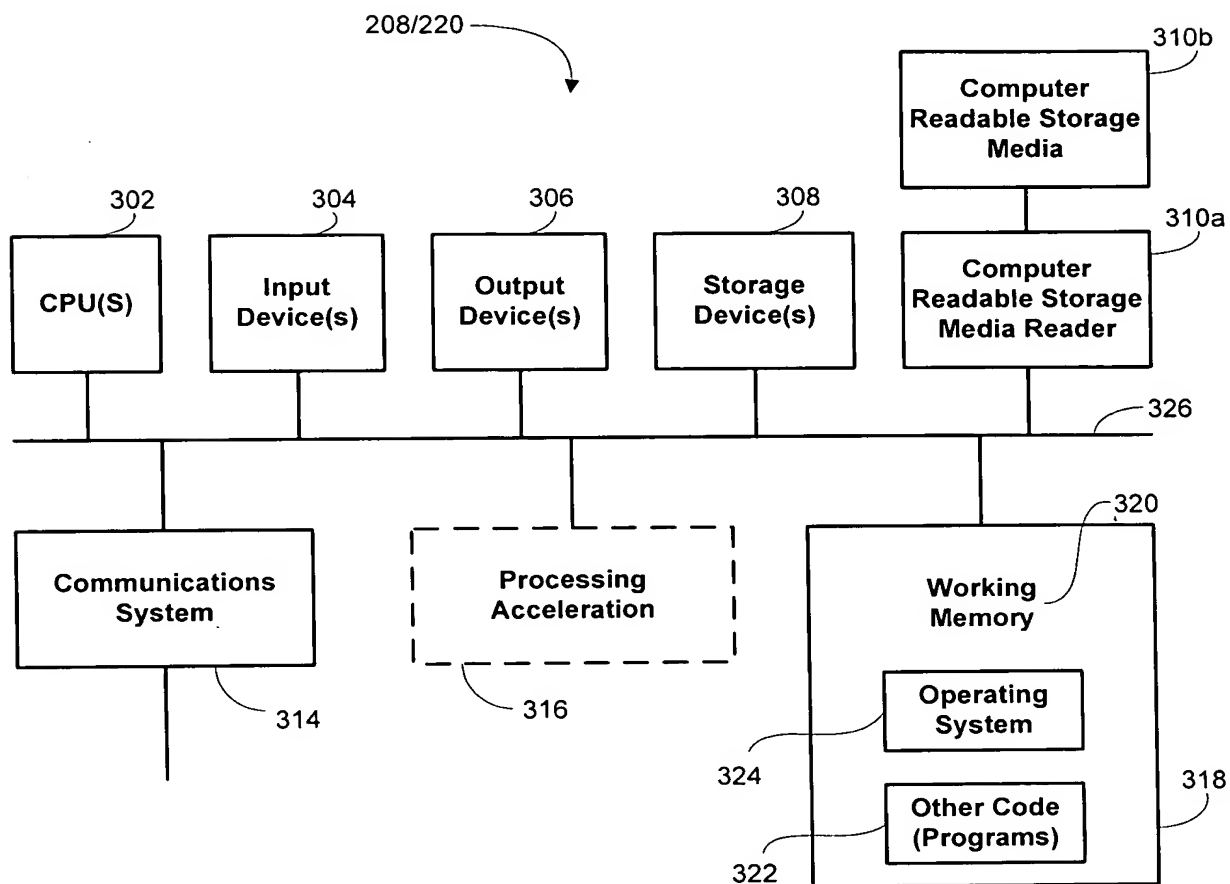 208/220
310b
Computer
Readable Storage
Media
302
304
306
308
310a
CPU(S)
Input
Device(s)
Output
Device(s)
Storage
Device(s)
Computer
Readable Storage
Media Reader
326
320
Communications
System
Processing
Acceleration
Working
Memory
314
316
Operating
System
324
318
Other Code
(Programs)
322